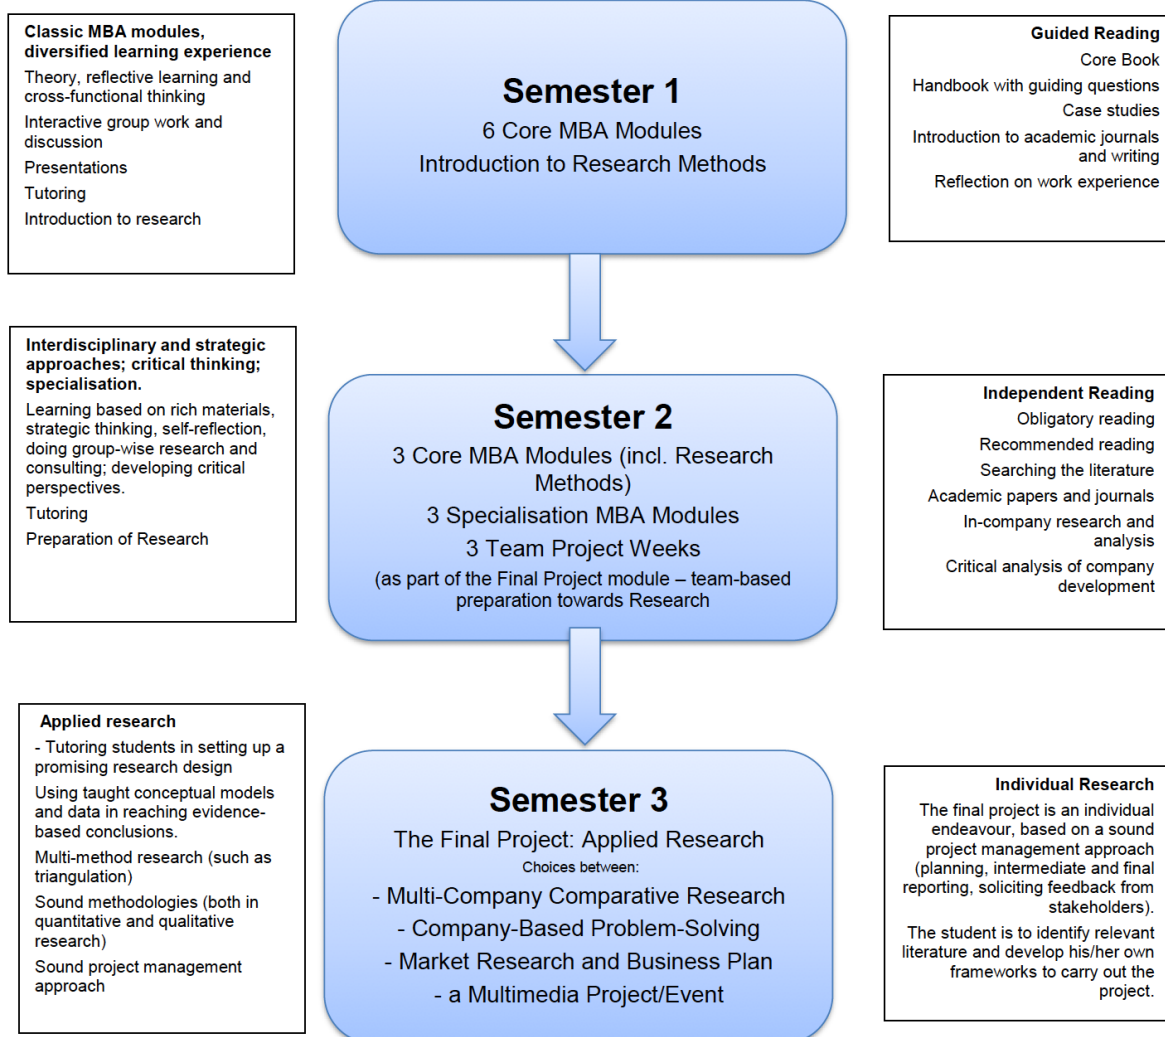 Classic MBA modules,
diversified learning experience
Theory, reflective learning and
cross-functional thinking
Interactive group work and
discussion
Presentations
Tutoring
Introduction to research
Semester 1
6 Core MBA Modules
Introduction to Research Methods
Guided Reading
Core Book
Handbook with guiding questions
Case studies
Introduction to academic journals
and writing
Reflection on work experience
Interdisciplinary and strategic
approaches; critical thinking;
specialisation.
Learning based on rich materials,
strategic thinking, self-reflection,
doing group-wise research and
consulting; developing critical
perspectives.
Tutoring
Preparation of Research
Semester 2
3 Core MBA Modules (incl. Research
Methods)
3 Specialisation MBA Modules
3 Team Project Weeks
(as part of the Final Project module – team-based
preparation towards Research
Independent Reading
Obligatory reading
Recommended reading
Searching the literature
Academic papers and journals
In-company research and
analysis
Critical analysis of company
development
Applied research
- Tutoring students in setting up a
promising research design
Using taught conceptual models
and data in reaching evidence-
based conclusions.
Multi-method research (such as
triangulation)
Sound methodologies (both in
quantitative and qualitative
research)
Sound project management
approach
Semester 3
The Final Project: Applied Research
Choices between:
- Multi-Company Comparative Research
- Company-Based Problem-Solving
- Market Research and Business Plan
- a Multimedia Project/Event
Individual Research
The final project is an individual
endeavour, based on a sound
project management approach
(planning, intermediate and final
reporting, soliciting feedback from
stakeholders).
The student is to identify relevant
literature and develop his/her own
frameworks to carry out the
project.